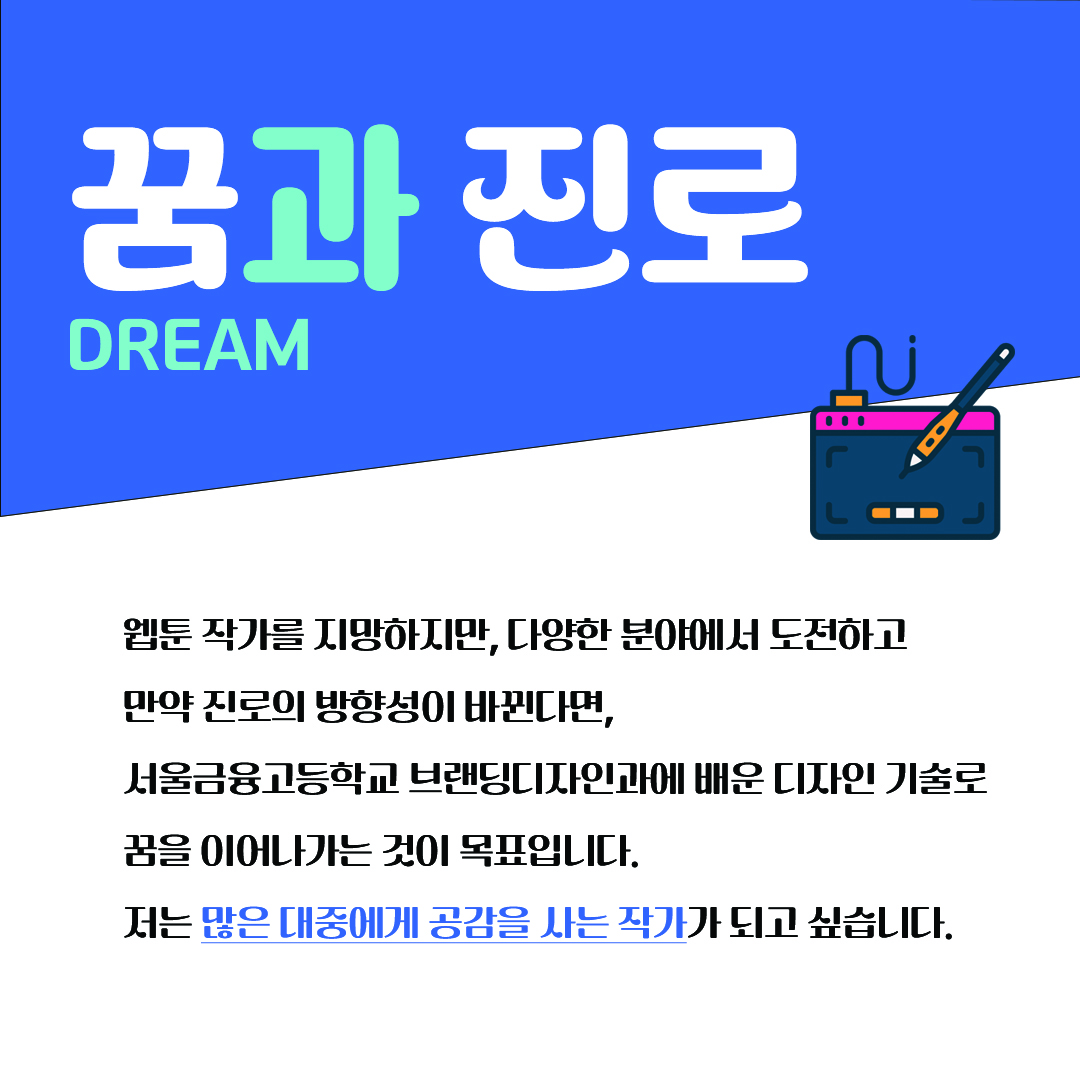 꿈과 진로
DREAM
웹툰 작가를 지망하지만, 다양한 분야에서 도전하고
만약 진로의 방향성이 바뀐다면,
서울금융고등학교 브랜딩디자인과에 배운 디자인 기술로
꿈을 이어나가는 것이 목표입니다.
저는 많은 대중에게 공감을 사는 작가가 되고 싶습니다.